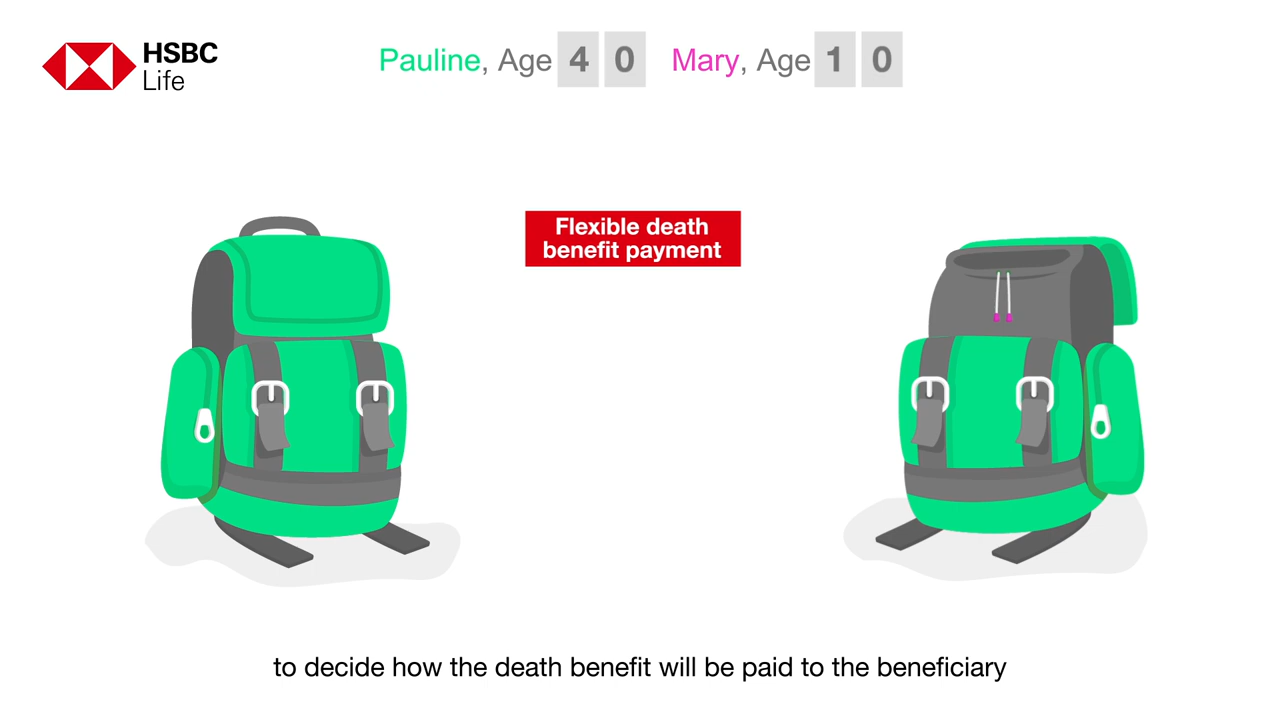 HSBC
Life
Pauline, Age 4 0 Mary, Age 1 0
Flexible death
benefit payment
to decide how the death benefit will be paid to the beneficiary